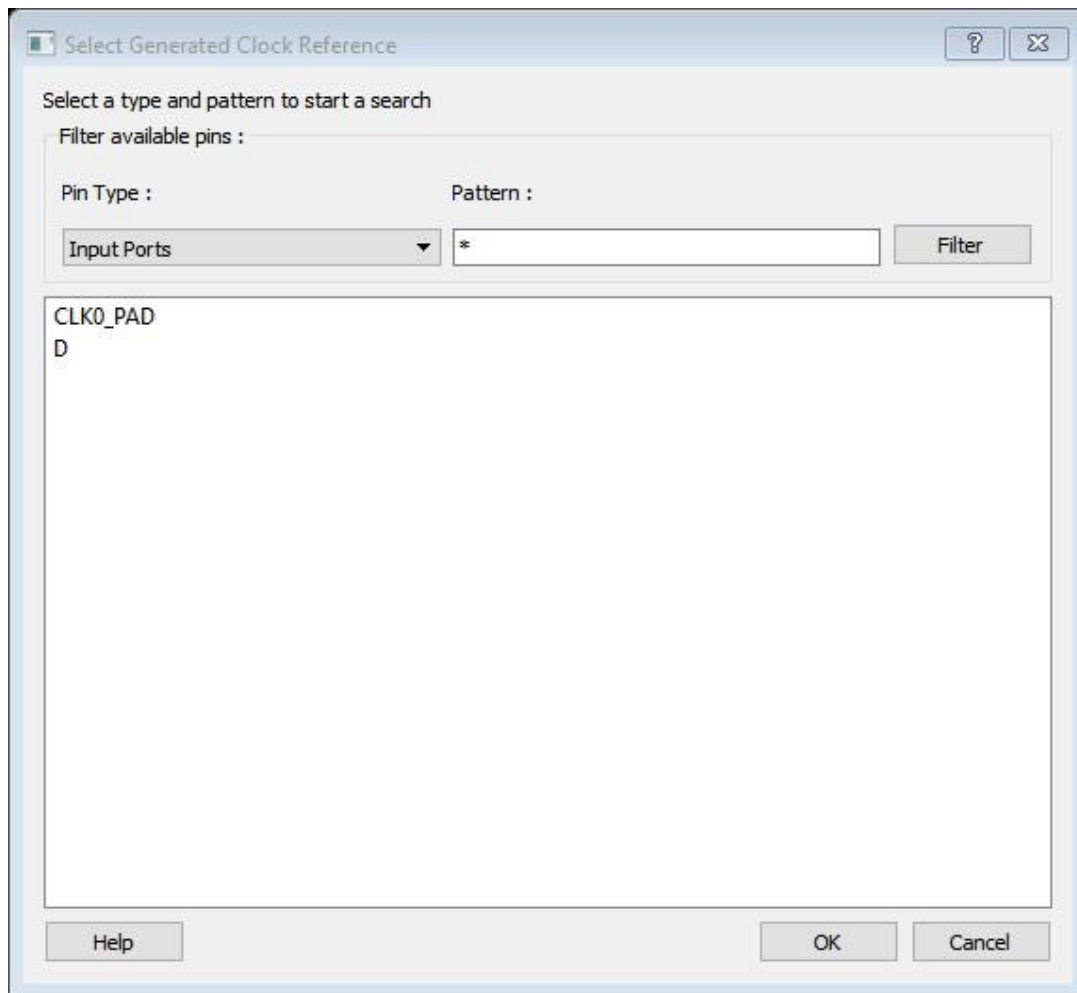 Select Generated Clock Reference
Select a type and pattern to start a search
Filter available pins :
Pin Type :
Pattern :
Input Ports
*
Filter
CLK0_PAD
D
Help
OK
Cancel